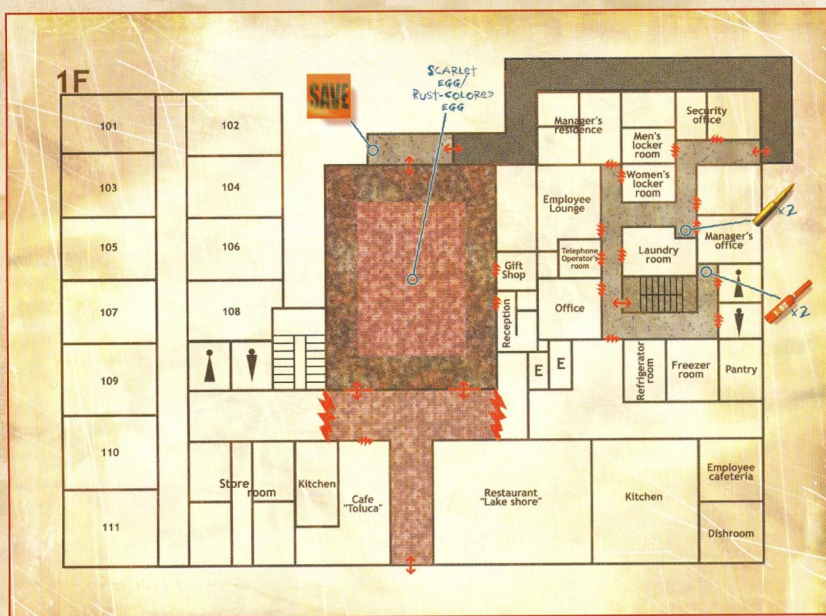 1F
SAVE
SCARLET
EGG/
RUST-COLORED
EGG
101
102
103
104
105
106
107
108
109
110
111
Manager's
residence
Men's
locker
room
Security
office
Women's
locker
room
Employee
Lounge
Telephone
Operator's
room
Laundry
room
Manager's
office
x2
x2
Gift
Shop
Reception
Office
E
E
Refrigerator
room
Freezer
room
Pantry
Store
room
Kitchen
Cafe
"Toluca"
Restaurant
"Lake shore"
Kitchen
Employee
cafeteria
Dishroom